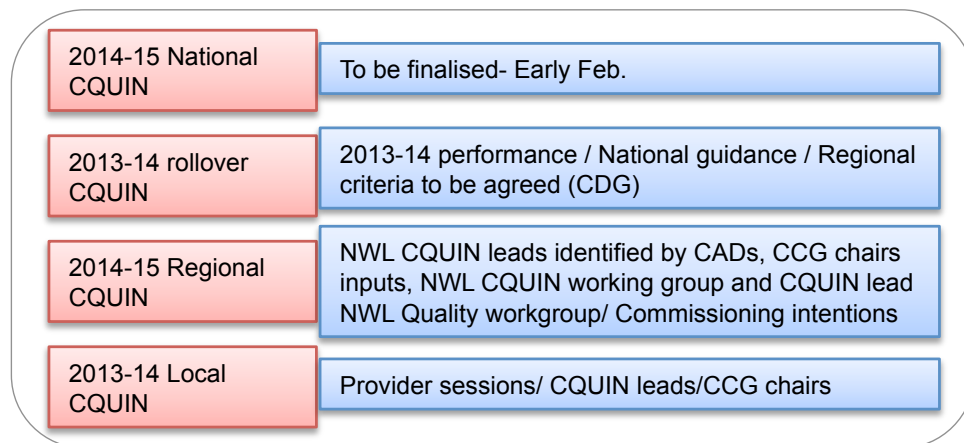 2014-15 National
CQUIN
To be finalised- Early Feb.
2013-14 rollover
CQUIN
2013-14 performance / National guidance / Regional
criteria to be agreed (CDG)
2014-15 Regional
CQUIN
NWL CQUIN leads identified by CADs, CCG chairs
inputs, NWL CQUIN working group and CQUIN lead
NWL Quality workgroup/ Commissioning intentions
2013-14 Local
CQUIN
Provider sessions/ CQUIN leads/CCG chairs